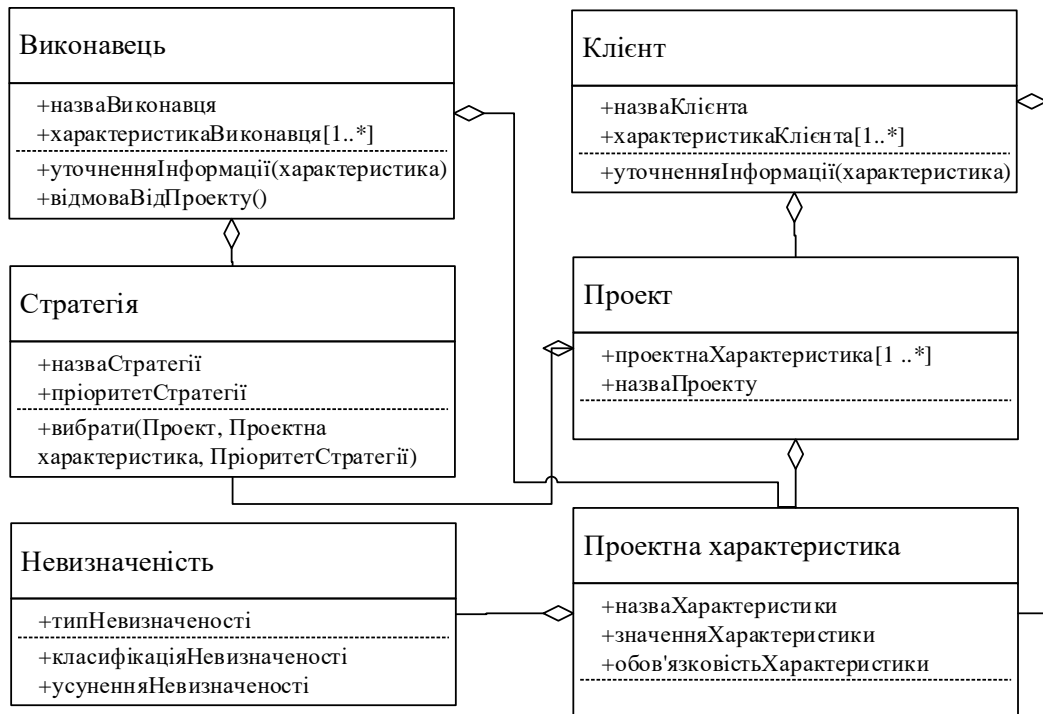 Виконавець
+назваВиконавця
+характеристикаВиконавця[1..*]
+уточненняІнформації(характеристика)
+відмоваВідПроекту()
Клієнт
+назваКлієнта
+характеристикаКлієнта[1..*]
+уточненняІнформації(характеристика)
Стратегія
+назваСтратегії
+пріоритетСтратегії
+вибрати(Проект, Проектна
характеристика, ПріоритетСтратегії)
Проект
+проектнаХарактеристика[1 ..*]
+назваПроекту
Невизначеність
+типНевизначеності
+класифікаціяНевизначеності
+усуненняНевизначеності
Проектна характеристика
+назваХарактеристики
+значенняХарактеристики
+обов'язковістьХарактеристики